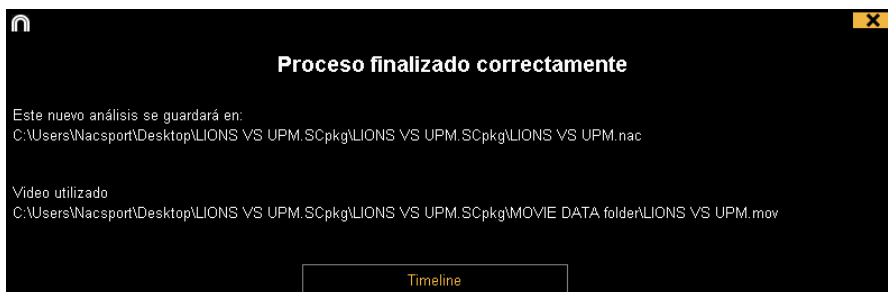 Proceso finalizado correctamente
Este nuevo análisis se guardará en:
C:\Users\Nacsport\Desktop\LIONS VS UPM.SCpkg\LIONS VS UPM.SCpkg\LIONS VS UPM.nac
Video utilizado
C:\Users\Nacsport\Desktop\LIONS VS UPM.SCpkg\LIONS VS UPM.SCpkg\MOVIE DATA folder\LIONS VS UPM.mov
Timeline